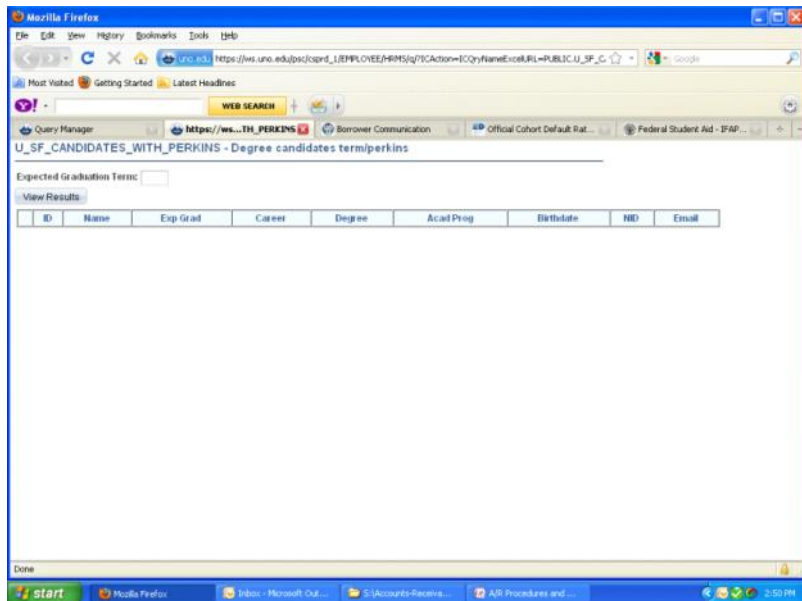 Mozilla Firefox
File Edit View History Bookmarks Tools Help
uno.edu https://ws.uno.edu/psc/csprd_1/EMPLOYEE/HRMS/q/?ICAction=ICQryNameExcelURL=PUBLIC.U_SF_C Google
Most Visited Getting Started Latest Headlines
Y! WEB SEARCH
Query Manager https://ws...TH_PERKINS Borrower Communication Official Cohort Default Rat... Federal Student Aid - IFAP...
U_SF_CANDIDATES_WITH_PERKINS - Degree candidates term/perkins
Expected Graduation Term:
View Results
ID Name Exp Grad Career Degree Acad Prog Birthdate NID Email
Done
start Mozilla Firefox Inbox - Microsoft Out... S:\Accounts-Receiva... A/R Procedures and ... 2:50 PM